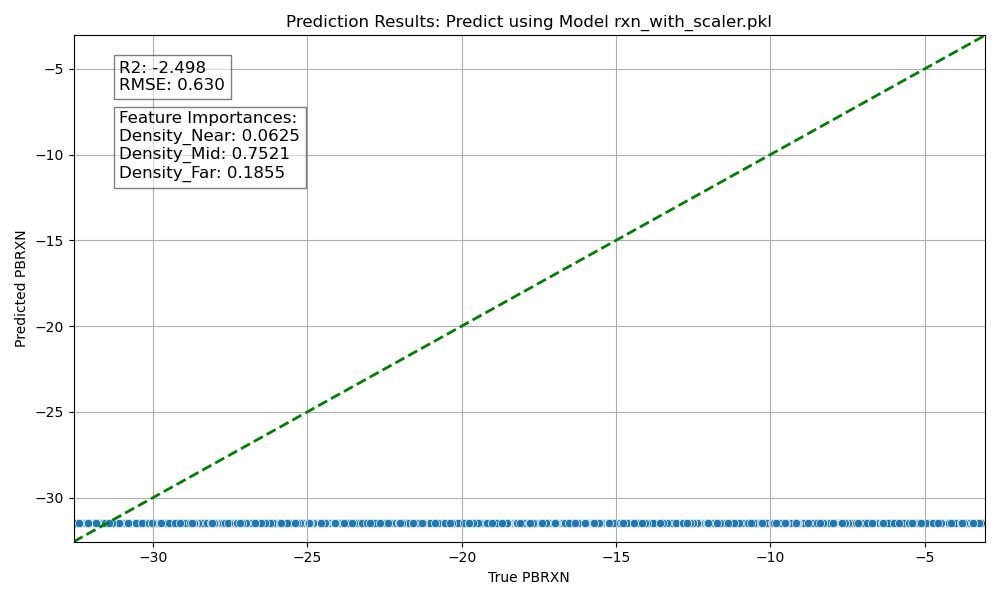 Prediction Results: Predict using Model rxn_with_scaler.pkl
R2: -2.498
RMSE: 0.630
Feature Importances:
Density_Near: 0.0625
Density_Mid: 0.7521
Density_Far: 0.1855
Predicted PBRXN
−5
−10
−15
−20
−25
−30
−30 −25 −20 −15 −10 −5
True PBRXN